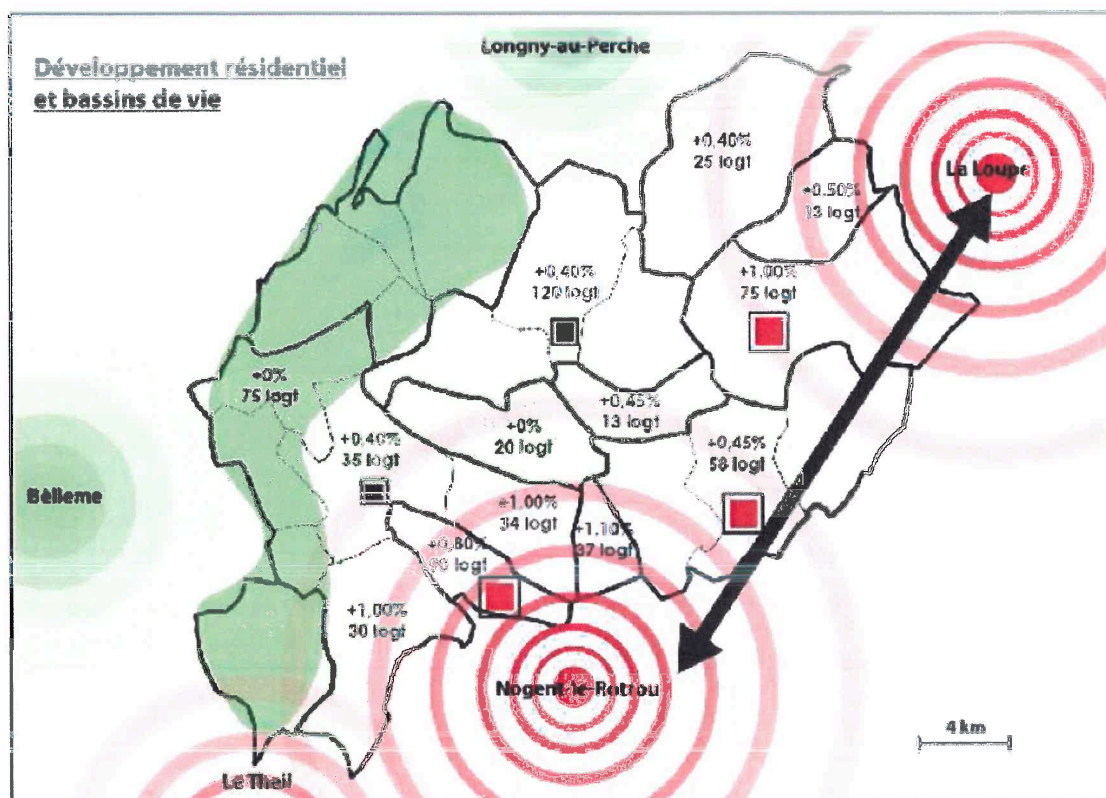 Développement résidentiel
et bassins de vie
Longny-au-Perche
La Loupe
+0,40%
25 logt
+0.50%
13 logt
+0,40%
120 logt
+1,00%
75 logt
+0%
75 logt
+0,45%
13 logt
+0%
20 logt
+0,40%
35 logt
+0,45%
58 logt
Bèlleme
+1.00%
34 logt
+1.10%
37 logt
+0,80%
logt
+1,00%
30 logt
Nogent-le-Rotrou
4 km
Le Theil